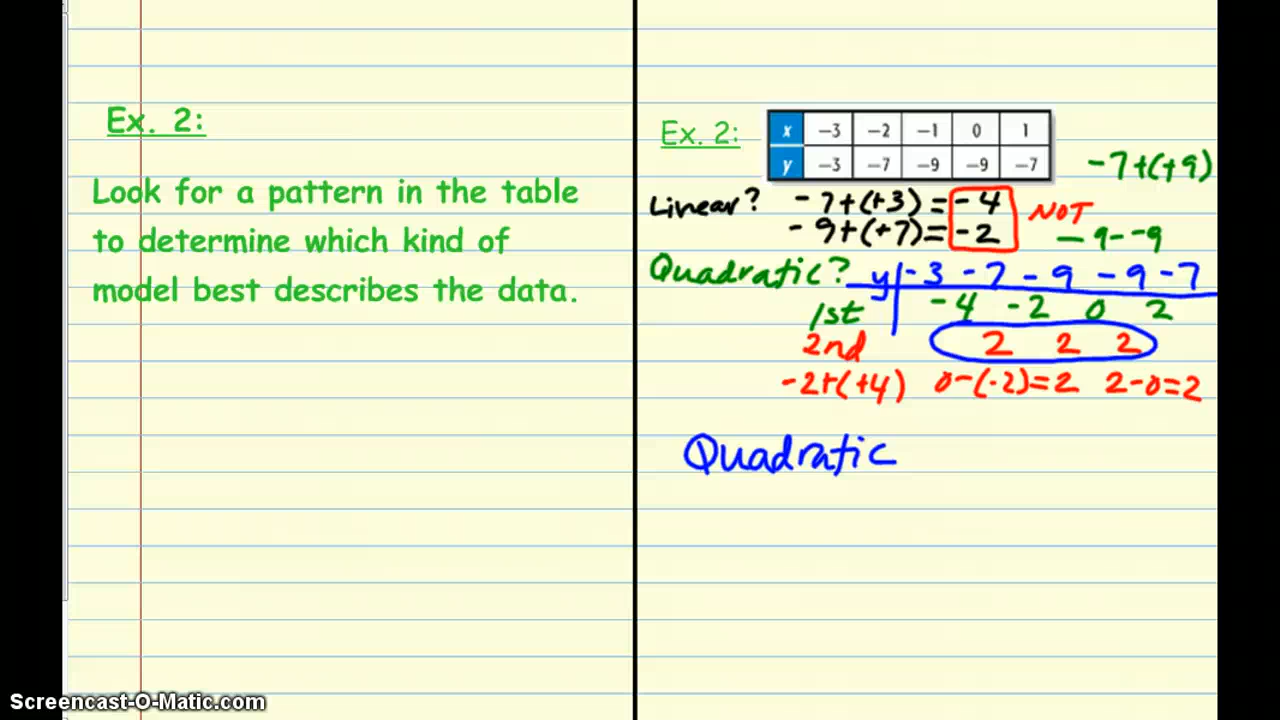 Ex. 2:
Look for a pattern in the table
to determine which kind of
model best describes the data.
Ex. 2:
x −3 −2 −1 0 1
y −3 −7 −9 −9 −7
-7+(+9)
Linear? -7+(+3)=-4
-9+(+7)=-2
NOT
-9--9
Quadratic? y -3 -7 -9 -9 -7
1st -4 -2 0 2
2nd 2 2 2
-2+(+4) 0-(-2)=2 2-0=2
Quadratic
Screencast-O-Matic.com